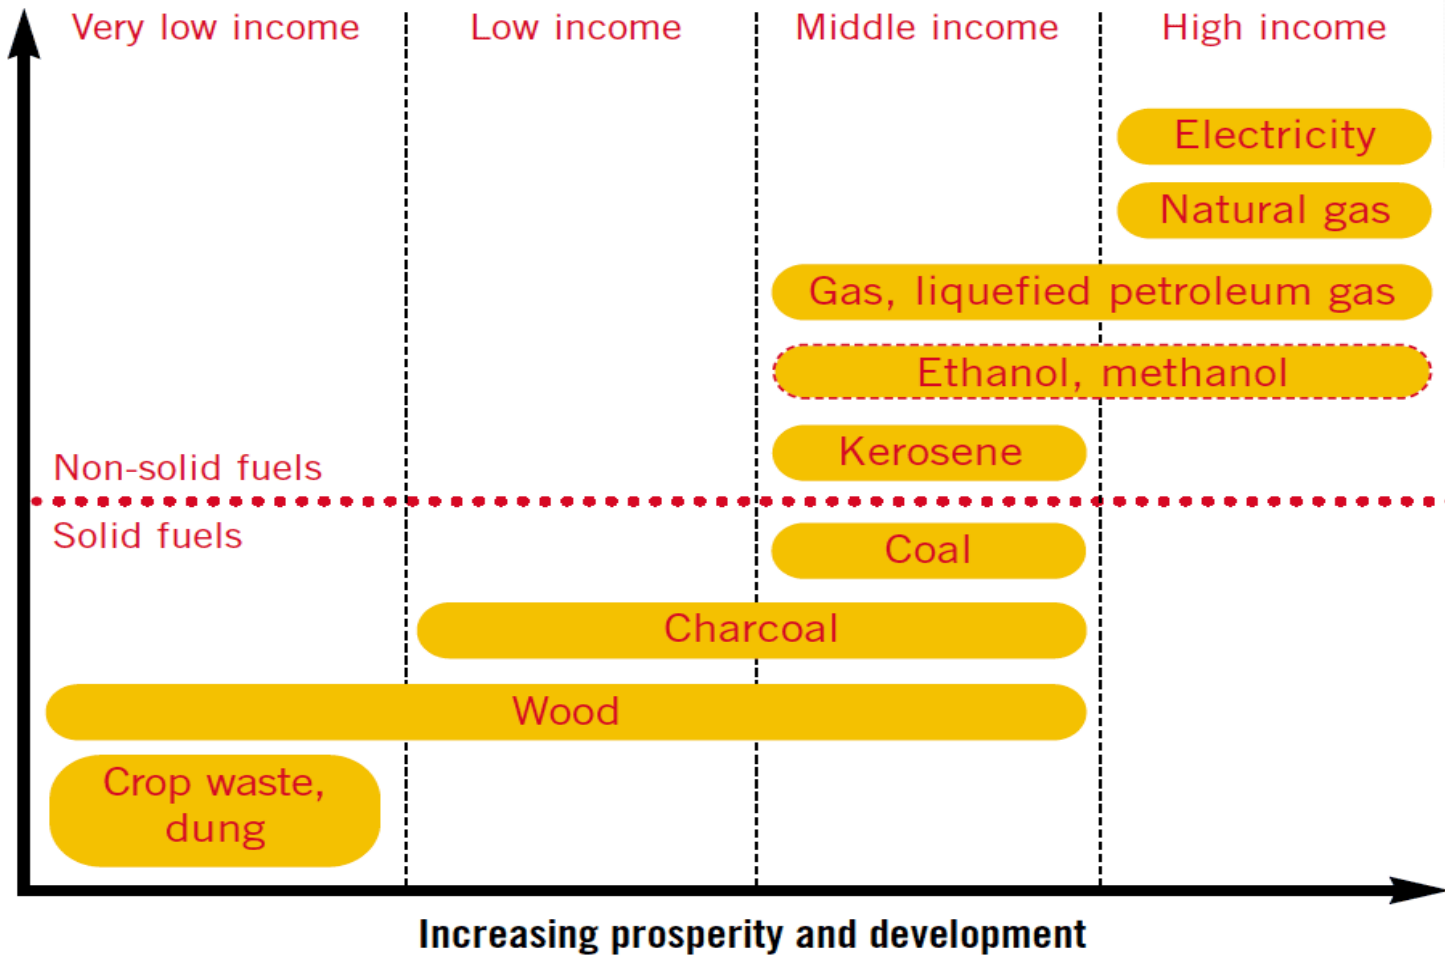 Very low income
Low income
Middle income
High income
Electricity
Natural gas
Gas, liquefied petroleum gas
Ethanol, methanol
Kerosene
Non-solid fuels
Solid fuels
Coal
Charcoal
Wood
Crop waste,
dung
Increasing prosperity and development